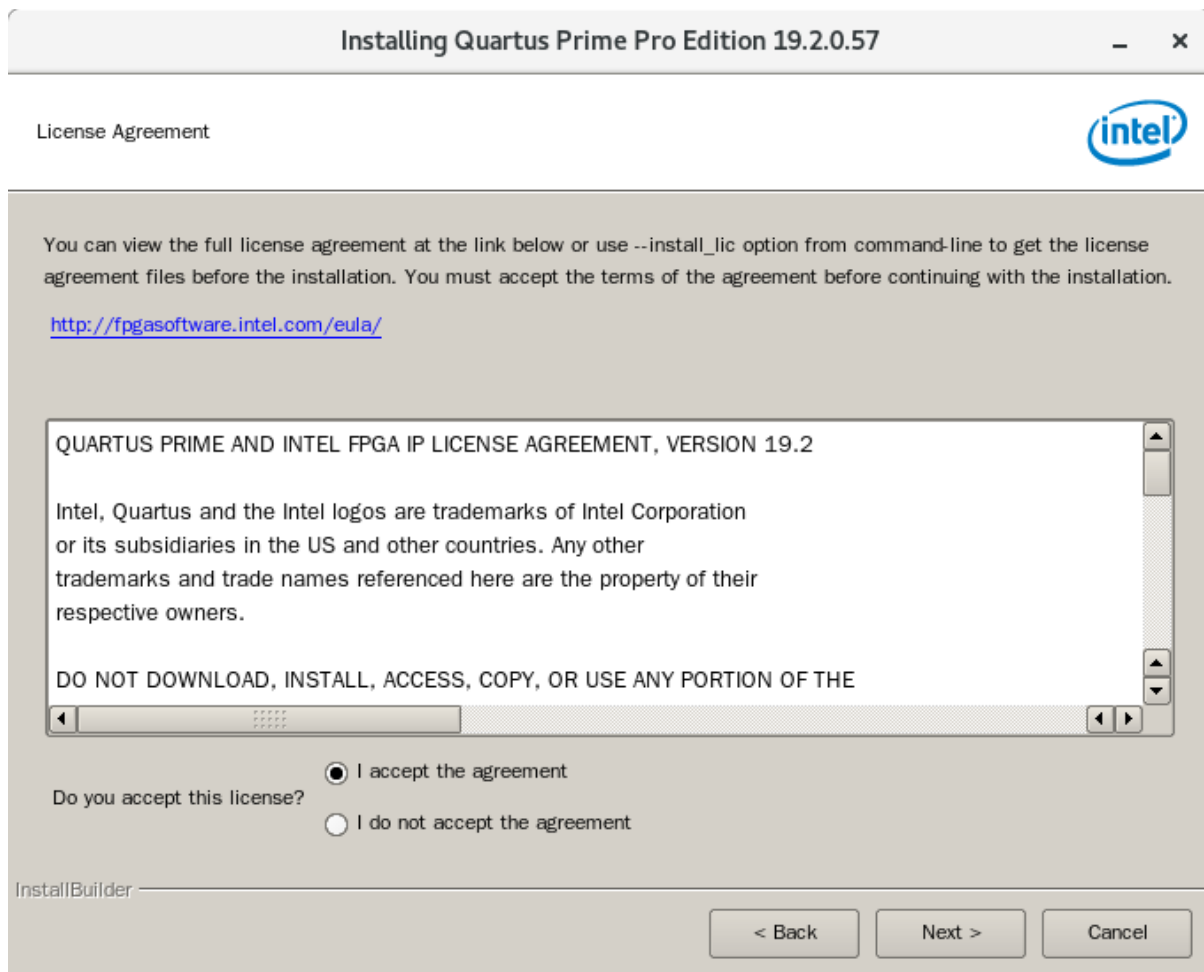 Installing Quartus Prime Pro Edition 19.2.0.57
License Agreement
intel
You can view the full license agreement at the link below or use --install_lic option from command-line to get the license
agreement files before the installation. You must accept the terms of the agreement before continuing with the installation.
http://fpgasoftware.intel.com/eula/
QUARTUS PRIME AND INTEL FPGA IP LICENSE AGREEMENT, VERSION 19.2
Intel, Quartus and the Intel logos are trademarks of Intel Corporation
or its subsidiaries in the US and other countries. Any other
trademarks and trade names referenced here are the property of their
respective owners.
DO NOT DOWNLOAD, INSTALL, ACCESS, COPY, OR USE ANY PORTION OF THE
Do you accept this license?
I accept the agreement
I do not accept the agreement
InstallBuilder
< Back
Next >
Cancel